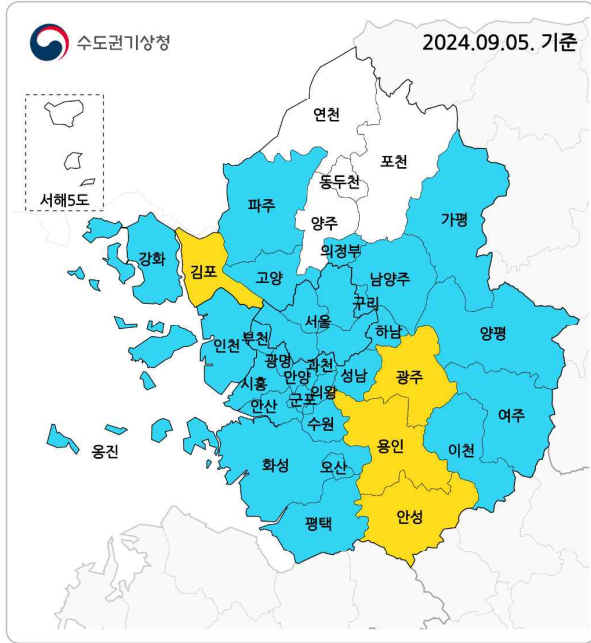 수도권기상청
2024.09.05. 기준
연천
포천
서해5도
동두천
파주
가평
양주
강화
의정부
김포
고양
남양주
구리
서울
하남
양평
인천
부천
광명
과천
안양
성남
광주
시흥
의왕
안산
군포
여주
수원
용인
이천
옹진
화성
오산
안성
평택